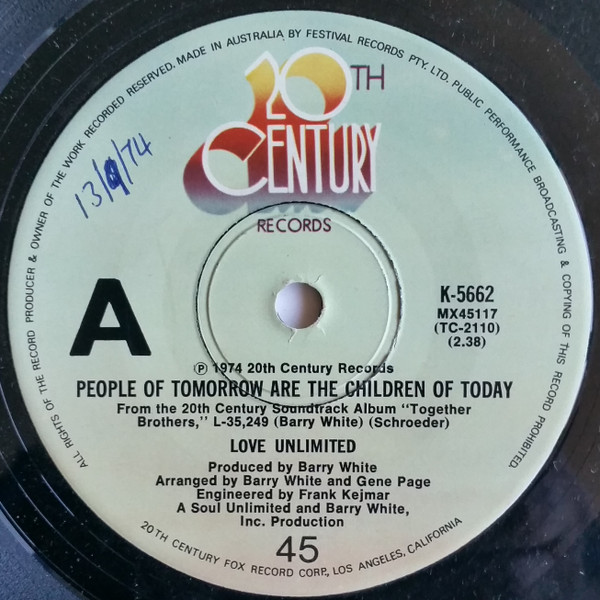 ALL RIGHTS OF THE RECORD PRODUCER & OWNER OF THE WORK RECORDED RESERVED. MADE IN AUSTRALIA BY FESTIVAL RECORDS PTY. LTD. PUBLIC PERFORMANCE BROADCASTING & COPYING OF THIS RECORD PROHIBITED.
20TH
CENTURY
RECORDS
13/9/74
A
K-5662
MX45117
(TC-2110)
(2.38)
℗ 1974 20th Century Records
PEOPLE OF TOMORROW ARE THE CHILDREN OF TODAY
From the 20th Century Soundtrack Album "Together
Brothers," L-35,249 (Barry White) (Schroeder)
LOVE UNLIMITED
Produced by Barry White
Arranged by Barry White and Gene Page
Engineered by Frank Kejmar
A Soul Unlimited and Barry White,
Inc. Production
45
20TH CENTURY FOX RECORD CORP., LOS ANGELES, CALIFORNIA